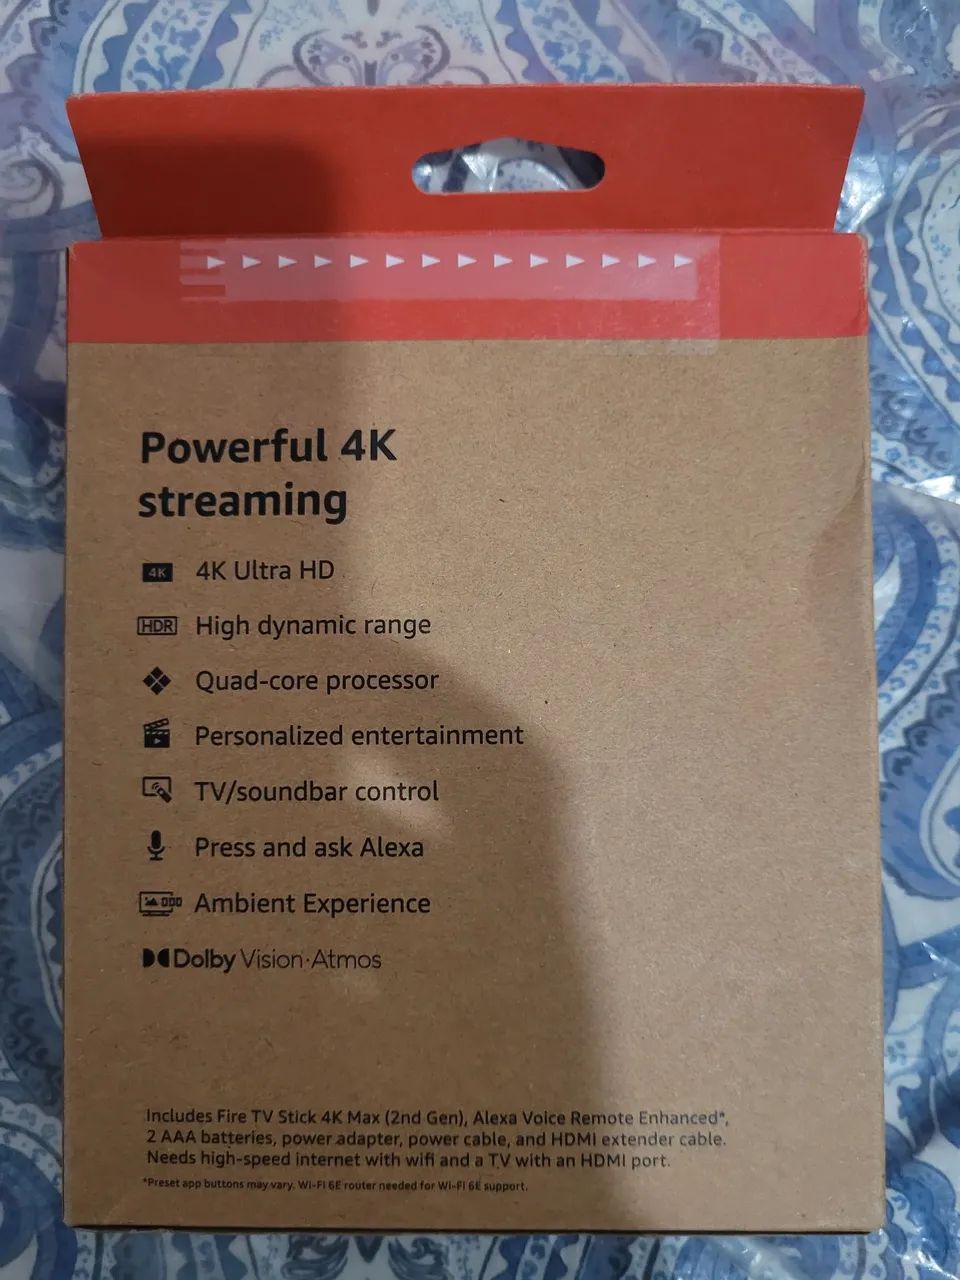 Powerful 4K
streaming
4K 4K Ultra HD
HDR High dynamic range
Quad-core processor
Personalized entertainment
TV/soundbar control
Press and ask Alexa
Ambient Experience
Dolby Vision·Atmos
Includes Fire TV Stick 4K Max (2nd Gen), Alexa Voice Remote Enhanced*,
2 AAA batteries, power adapter, power cable, and HDMI extender cable.
Needs high-speed internet with wifi and a TV with an HDMI port.
*Preset app buttons may vary. Wi-Fi 6E router needed for Wi-Fi 6E support.